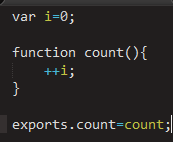 var i=0;
function count(){
++i;
}
exports.count=count;